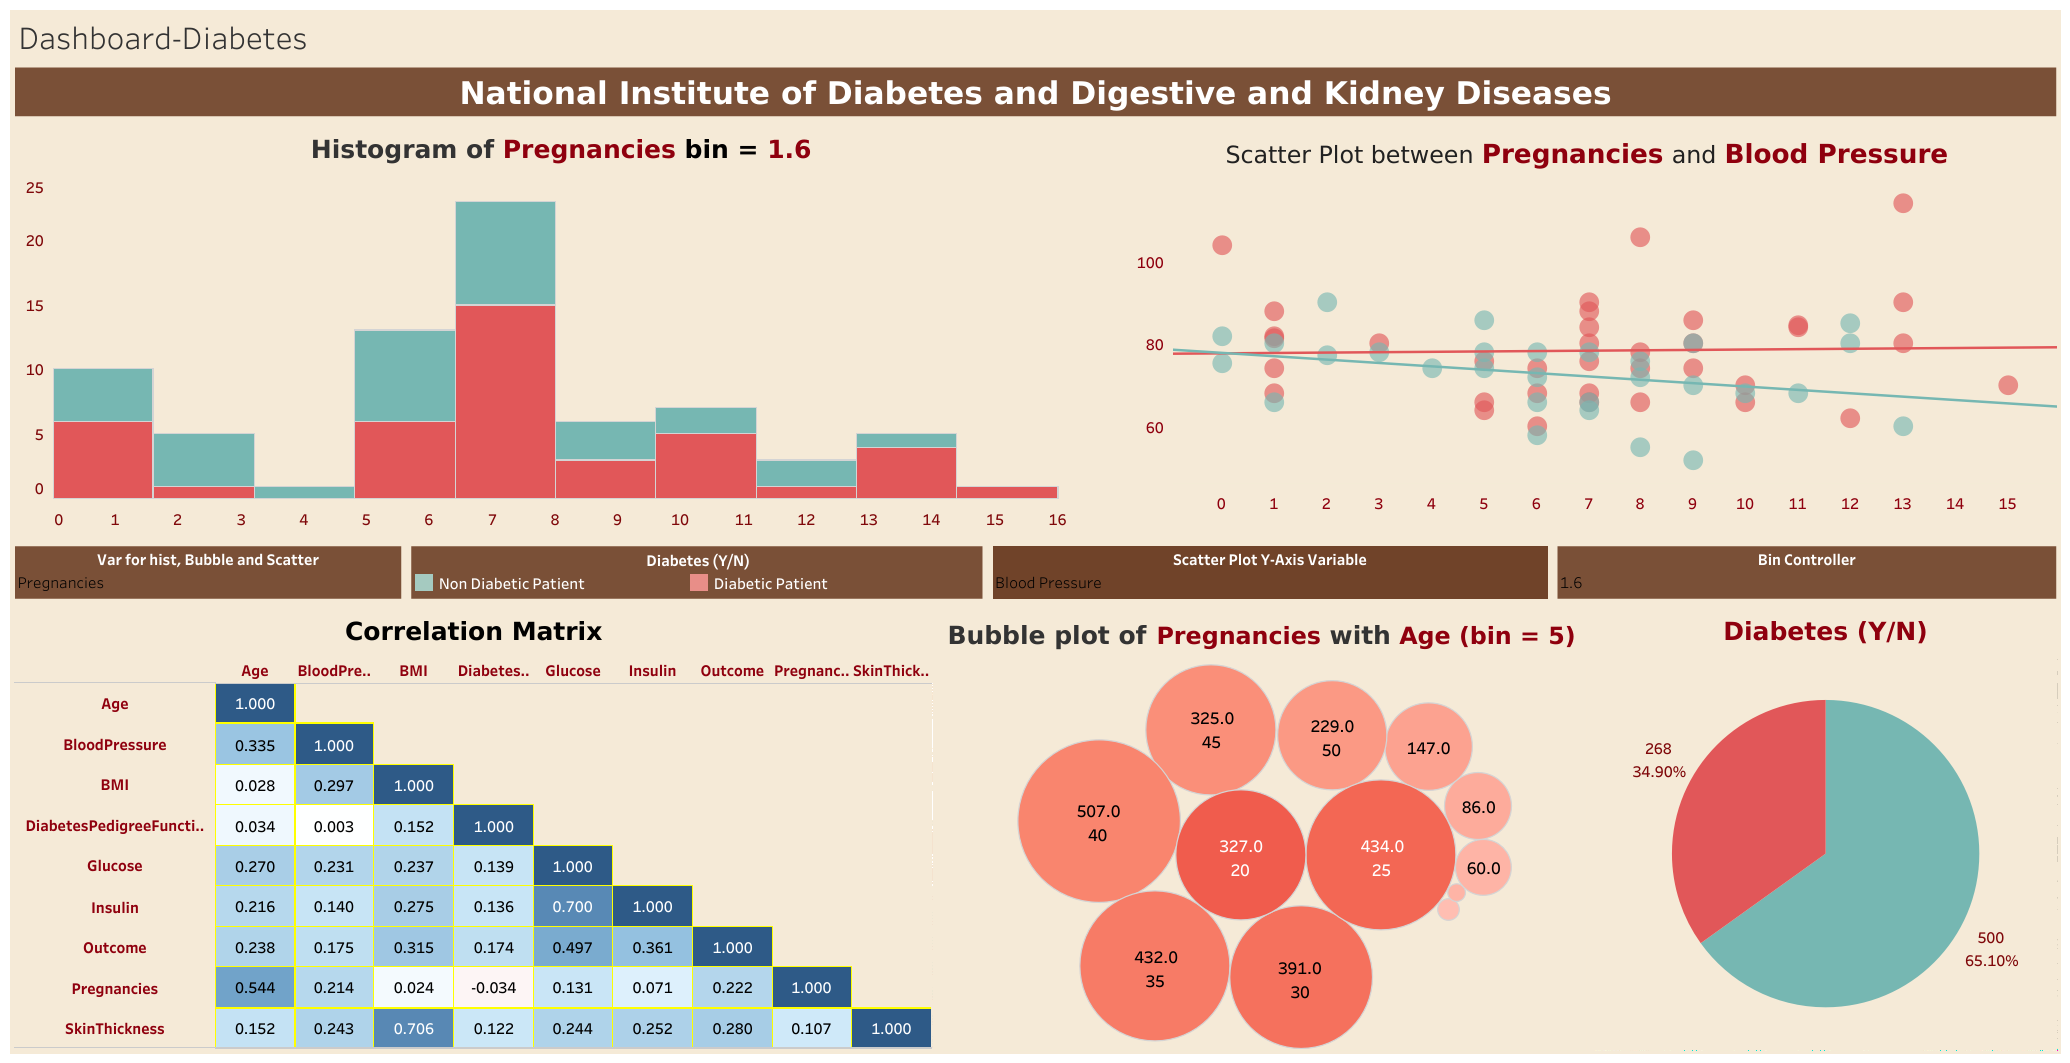 Dashboard-Diabetes
National Institute of Diabetes and Digestive and Kidney Diseases
Histogram of Pregnancies bin = 1.6
25
20
15
10
5
0
0 1 2 3 4 5 6 7 8 9 10 11 12 13 14 15 16
Scatter Plot between Pregnancies and Blood Pressure
100
80
60
0 1 2 3 4 5 6 7 8 9 10 11 12 13 14 15
Var for hist, Bubble and Scatter
Pregnancies
Diabetes (Y/N)
Non Diabetic Patient Diabetic Patient
Scatter Plot Y-Axis Variable
Blood Pressure
Bin Controller
1.6
Correlation Matrix
Age BloodPre.. BMI Diabetes.. Glucose Insulin Outcome Pregnanc.. SkinThick..
Age 1.000
BloodPressure 0.335 1.000
BMI 0.028 0.297 1.000
DiabetesPedigreeFuncti.. 0.034 0.003 0.152 1.000
Glucose 0.270 0.231 0.237 0.139 1.000
Insulin 0.216 0.140 0.275 0.136 0.700 1.000
Outcome 0.238 0.175 0.315 0.174 0.497 0.361 1.000
Pregnancies 0.544 0.214 0.024 -0.034 0.131 0.071 0.222 1.000
SkinThickness 0.152 0.243 0.706 0.122 0.244 0.252 0.280 0.107 1.000
Bubble plot of Pregnancies with Age (bin = 5)
325.0
45
229.0
50
147.0
507.0
40
86.0
327.0
20
434.0
25
60.0
432.0
35
391.0
30
Diabetes (Y/N)
268
34.90%
500
65.10%